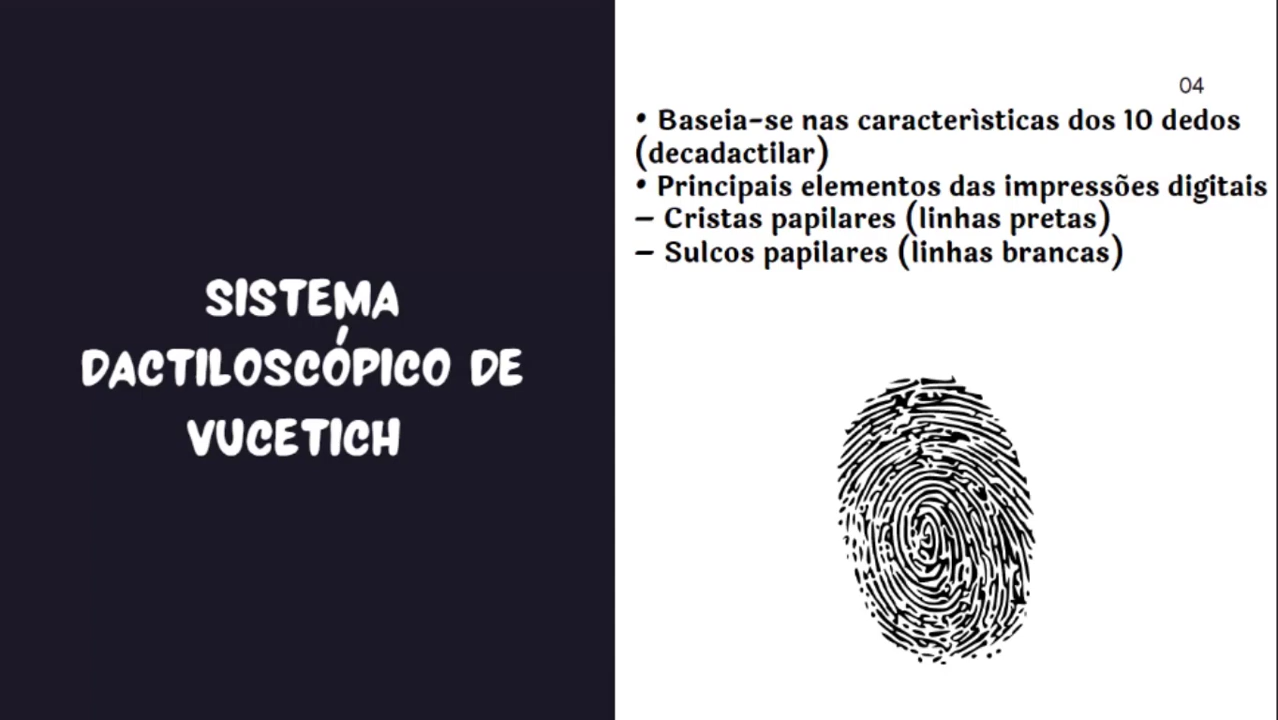 SISTEMA
DACTILOSCÓPICO DE
VUCETICH
04
• Baseia-se nas caracterìsticas dos 10 dedos
(decadactilar)
• Principais elementos das impressões digitais
– Cristas papilares (linhas pretas)
– Sulcos papilares (linhas brancas)